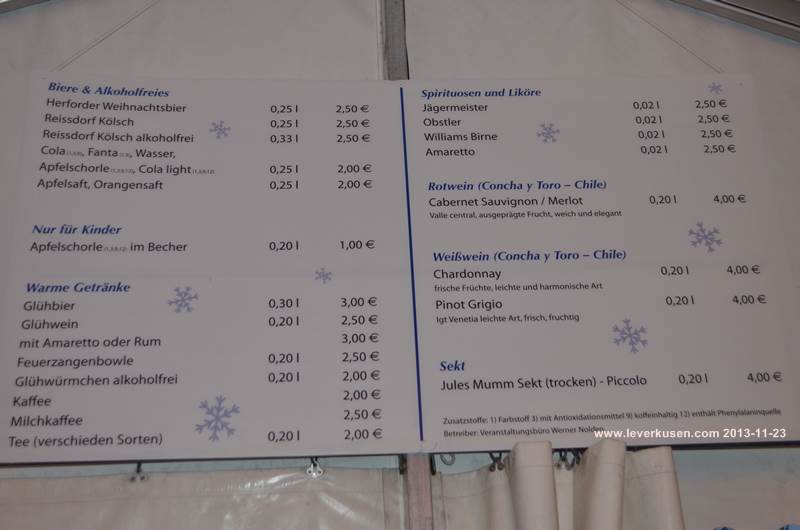 Biere & Alkoholfreies
Herforder Weihnachtsbier 0,25 l 2,50 €
Reissdorf Kölsch 0,25 l 2,50 €
Reissdorf Kölsch alkoholfrei 0,33 l 2,50 €
Cola, Fanta, Wasser,
Apfelschorle, Cola light 0,25 l 2,00 €
Apfelsaft, Orangensaft 0,25 l 2,00 €
Nur für Kinder
Apfelschorle im Becher 0,20 l 1,00 €
Warme Getränke
Glühbier 0,30 l 3,00 €
Glühwein 0,20 l 2,50 €
mit Amaretto oder Rum 3,00 €
Feuerzangenbowle 0,20 l 2,50 €
Glühwürmchen alkoholfrei 0,20 l 2,00 €
Kaffee 2,00 €
Milchkaffee 2,50 €
Tee (verschieden Sorten) 0,20 l 2,00 €
Spirituosen und Liköre
Jägermeister 0,02 l 2,50 €
Obstler 0,02 l 2,50 €
Williams Birne 0,02 l 2,50 €
Amaretto 0,02 l 2,50 €
Rotwein (Concha y Toro – Chile)
Cabernet Sauvignon / Merlot 0,20 l 4,00 €
Valle central, ausgeprägte Frucht, weich und elegant
Weißwein (Concha y Toro – Chile)
Chardonnay 0,20 l 4,00 €
frische Früchte, leichte und harmonische Art
Pinot Grigio 0,20 l 4,00 €
Igt Venetia leichte Art, frisch, fruchtig
Sekt
Jules Mumm Sekt (trocken) - Piccolo 0,20 l 4,00 €
Zusatzstoffe: 1) Farbstoff 3) mit Antioxidationsmittel 9) koffeinhaltig 12) enthält Phenylalaninquelle
Betreiber: Veranstaltungsbüro Werner Nolden
www.leverkusen.com 2013-11-23